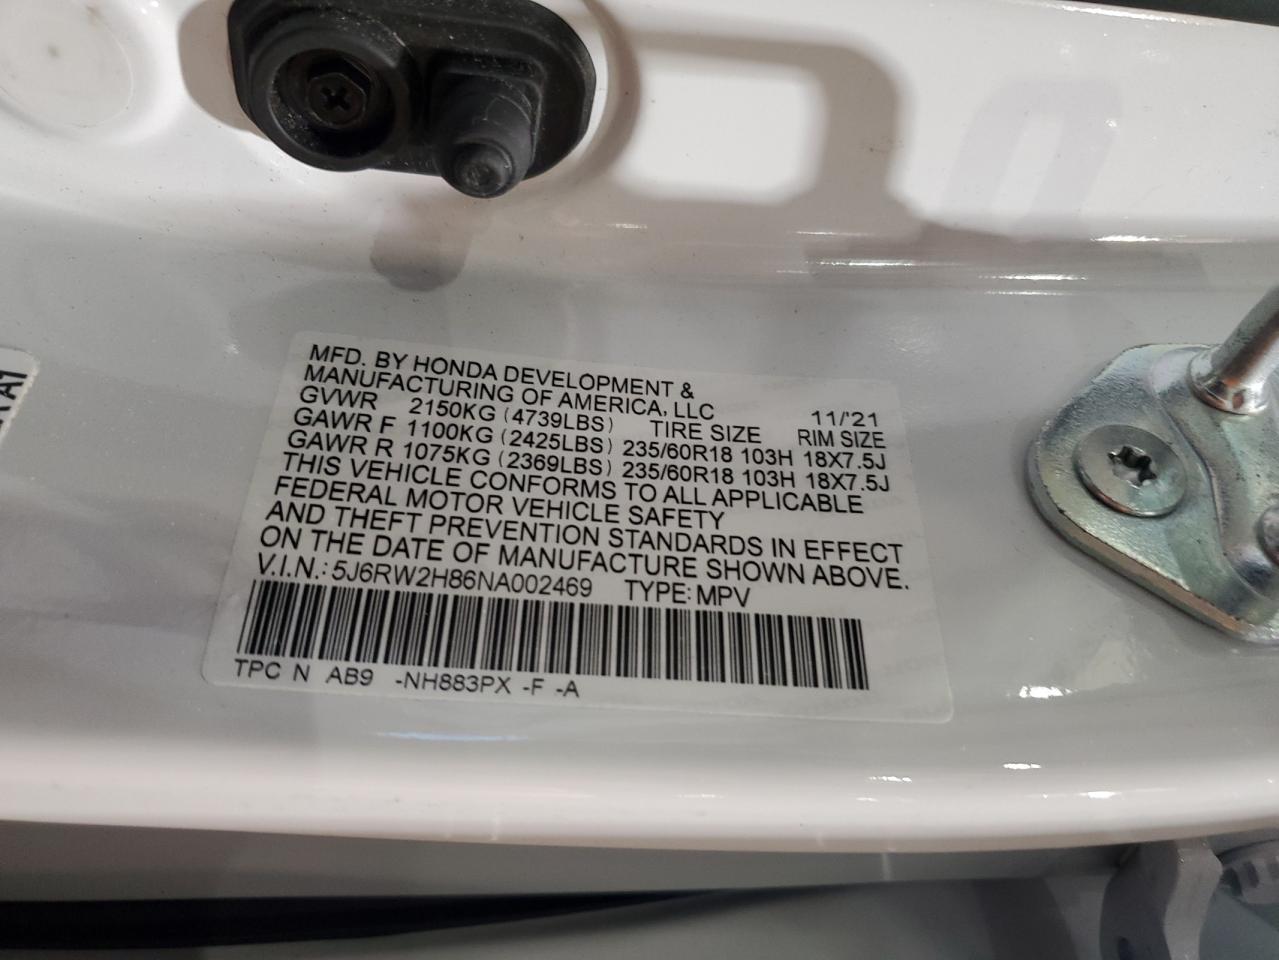 MFD. BY HONDA DEVELOPMENT &
MANUFACTURING OF AMERICA, LLC 11/'21
GVWR 2150KG (4739LBS) TIRE SIZE RIM SIZE
GAWR F 1100KG (2425LBS) 235/60R18 103H 18X7.5J
GAWR R 1075KG (2369LBS) 235/60R18 103H 18X7.5J
THIS VEHICLE CONFORMS TO ALL APPLICABLE
FEDERAL MOTOR VEHICLE SAFETY
AND THEFT PREVENTION STANDARDS IN EFFECT
ON THE DATE OF MANUFACTURE SHOWN ABOVE.
V.I.N.: 5J6RW2H86NA002469 TYPE: MPV
TPC N AB9 -NH883PX -F -A